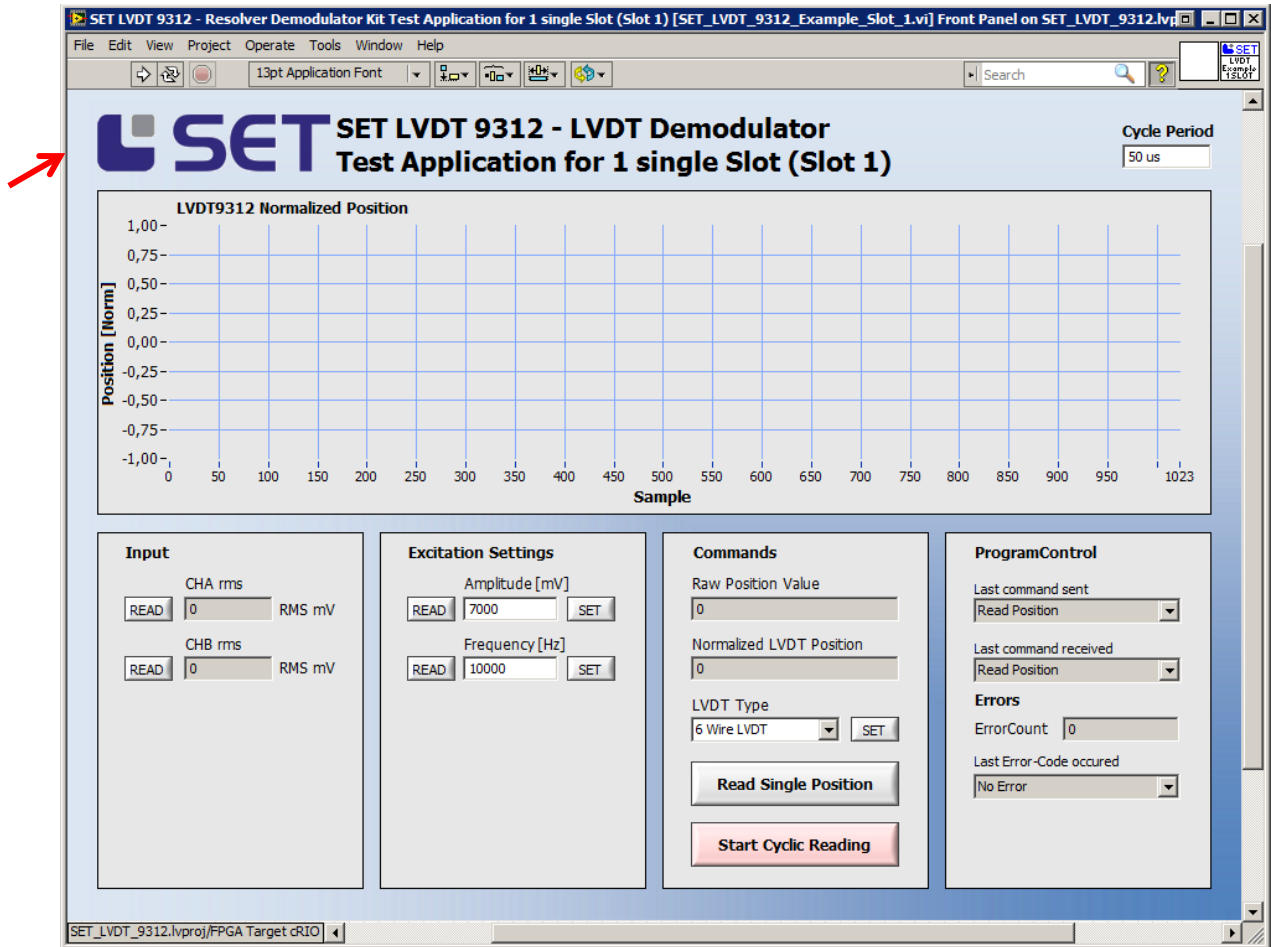 SET LVDT 9312 - Resolver Demodulator Kit Test Application for 1 single Slot (Slot 1) [SET_LVDT_9312_Example_Slot_1.vi] Front Panel on SET_LVDT_9312.lvp
File Edit View Project Operate Tools Window Help
13pt Application Font
Search
SET
LVDT
Example
1SLOT
SET
SET LVDT 9312 - LVDT Demodulator
Test Application for 1 single Slot (Slot 1)
Cycle Period
50 us
LVDT9312 Normalized Position
Position [Norm]
1,00
0,75
0,50
0,25
0,00
-0,25
-0,50
-0,75
-1,00
0 50 100 150 200 250 300 350 400 450 500 550 600 650 700 750 800 850 900 950 1023
Sample
Input
CHA rms
READ 0 RMS mV
CHB rms
READ 0 RMS mV
Excitation Settings
Amplitude [mV]
READ 7000 SET
Frequency [Hz]
READ 10000 SET
Commands
Raw Position Value
0
Normalized LVDT Position
0
LVDT Type
6 Wire LVDT SET
Read Single Position
Start Cyclic Reading
ProgramControl
Last command sent
Read Position
Last command received
Read Position
Errors
ErrorCount 0
Last Error-Code occured
No Error
SET_LVDT_9312.lvproj/FPGA Target cRIO